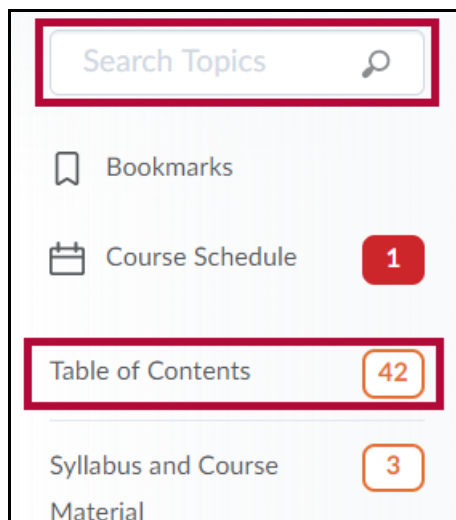 Search Topics
Bookmarks
Course Schedule 1
Table of Contents 42
Syllabus and Course 3
Material